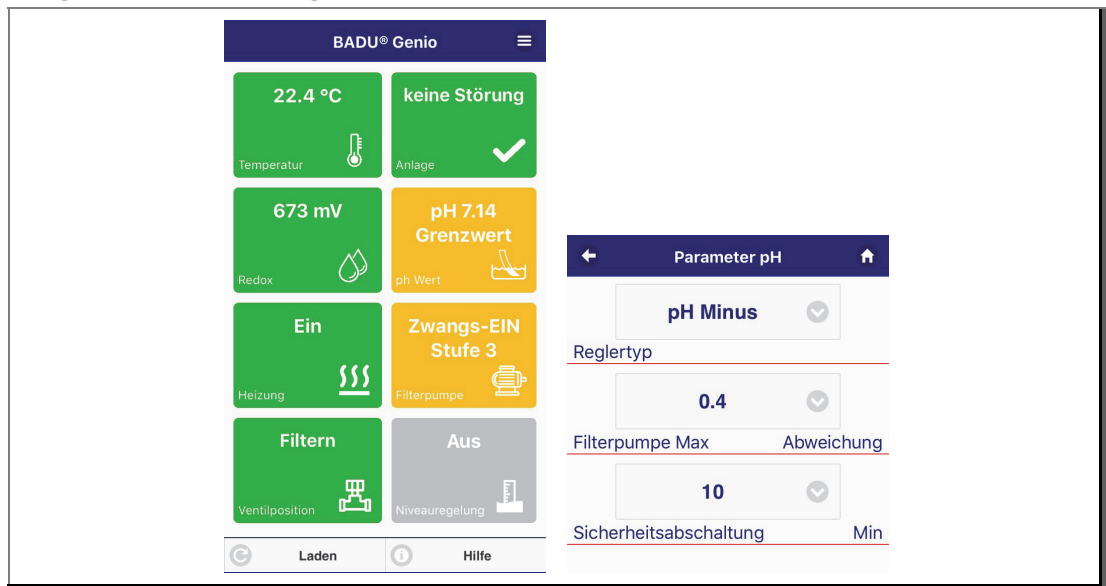 BADU® Genio
22.4 °C
Temperatur
keine Störung
Anlage
673 mV
Redox
pH 7.14
Grenzwert
ph Wert
Ein
Heizung
Zwangs-EIN
Stufe 3
Filterpumpe
Filtern
Ventilposition
Aus
Niveauregelung
Laden
Hilfe
Parameter pH
pH Minus
Reglertyp
0.4
Filterpumpe Max Abweichung
10
Sicherheitsabschaltung Min